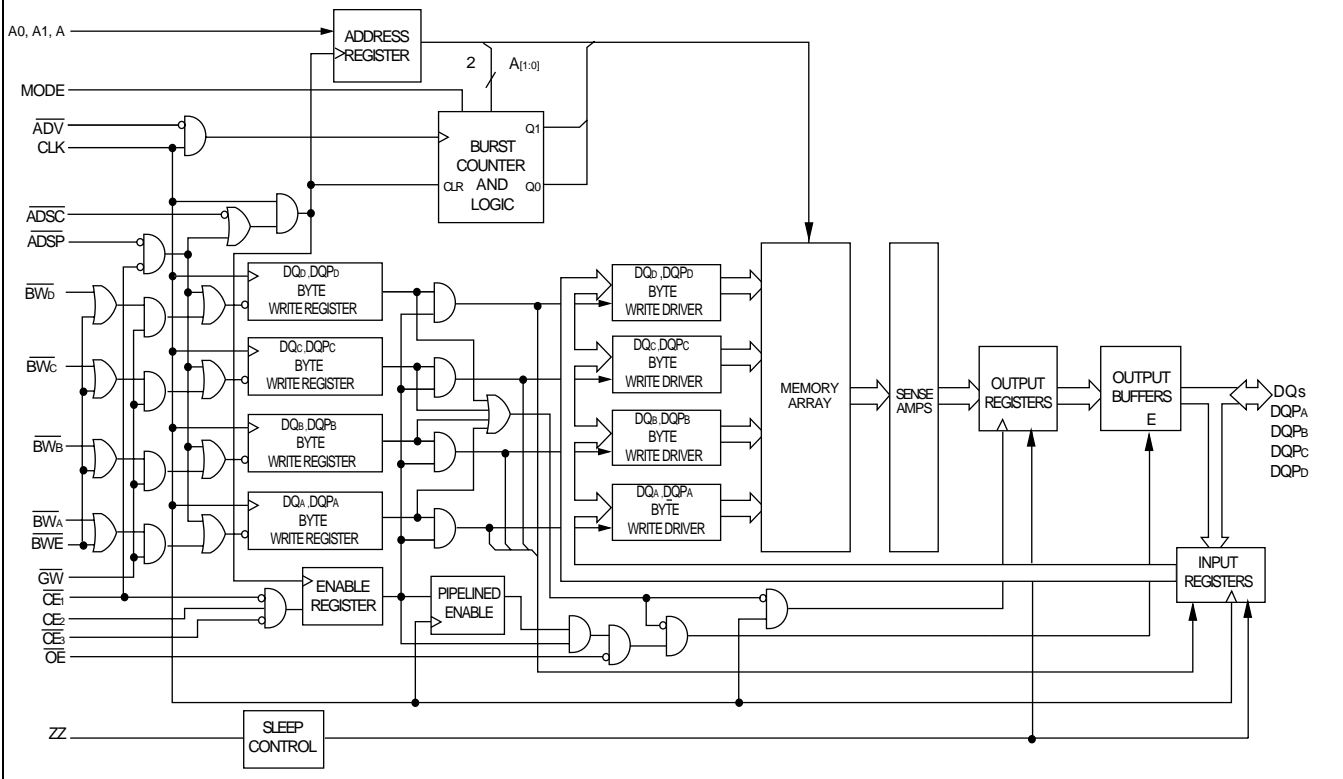 A0, A1, A
ADDRESS
REGISTER
2
A[1:0]
MODE
ADV
CLK
BURST
COUNTER
AND
LOGIC
CLR
Q1
Q0
ADSC
ADSP
BWD
BWC
BWB
BWA
BWE
GW
CE1
CE2
CE3
OE
ZZ
DQD ,DQPD
BYTE
WRITE REGISTER
DQC ,DQPC
BYTE
WRITE REGISTER
DQB ,DQPB
BYTE
WRITE REGISTER
DQA ,DQPA
BYTE
WRITE REGISTER
ENABLE
REGISTER
PIPELINED
ENABLE
SLEEP
CONTROL
DQD ,DQPD
BYTE
WRITE DRIVER
DQC ,DQPC
BYTE
WRITE DRIVER
DQB ,DQPB
BYTE
WRITE DRIVER
DQA ,DQPA
BYTE
WRITE DRIVER
MEMORY
ARRAY
SENSE
AMPS
OUTPUT
REGISTERS
OUTPUT
BUFFERS
E
DQs
DQPA
DQPB
DQPC
DQPD
INPUT
REGISTERS